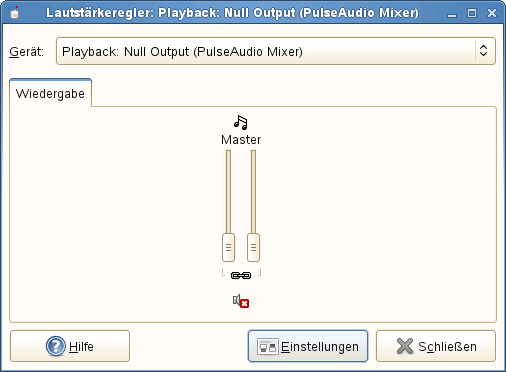 Lautstärkeregler: Playback: Null Output (PulseAudio Mixer)
Gerät: Playback: Null Output (PulseAudio Mixer)
Wiedergabe
Master
Hilfe Einstellungen Schließen